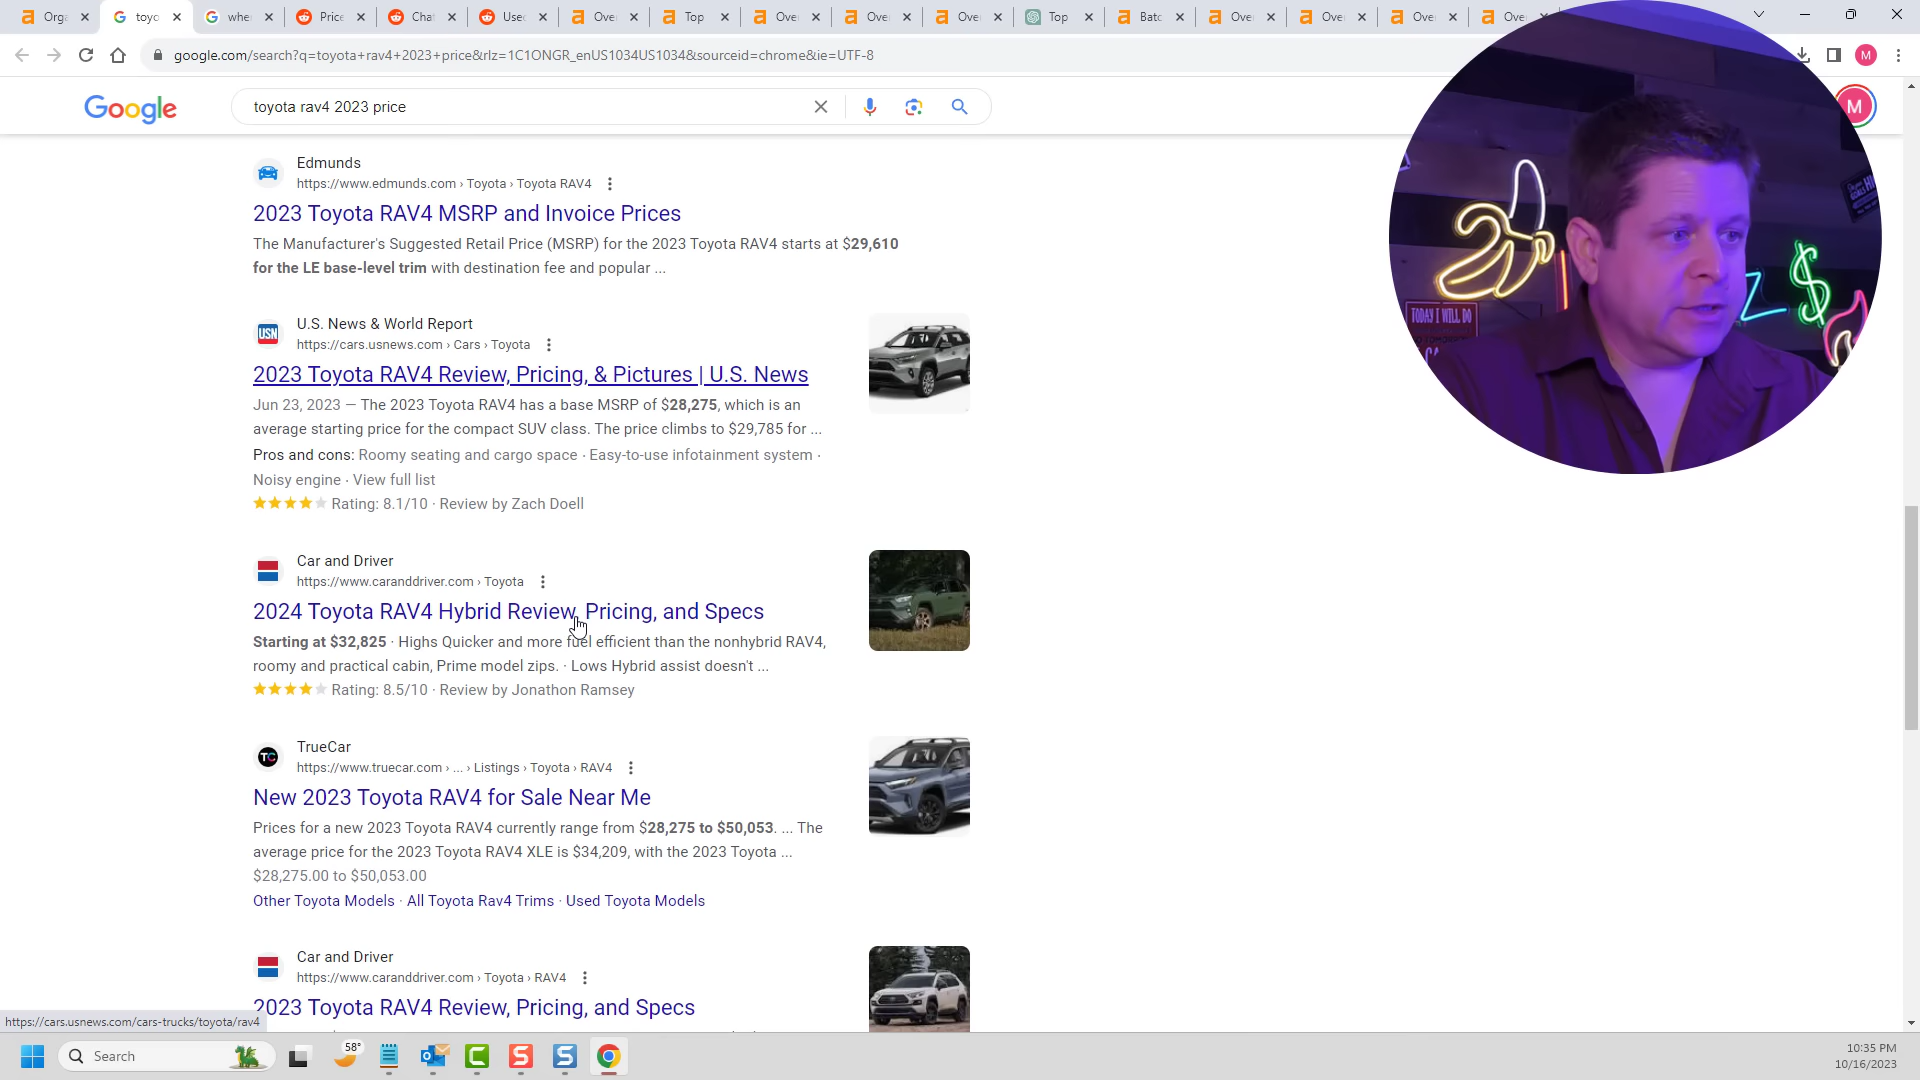 Orga
toyo
whe
Price
Cha
Use
Ove
Top
Ove
Ove
Ove
Top
Batc
Ove
Ove
Ove
Ove
google.com/search?q=toyota+rav4+2023+price&rlz=1C1ONGR_enUS1034US1034&sourceid=chrome&ie=UTF-8
M
Google
toyota rav4 2023 price
M
Edmunds
https://www.edmunds.com › Toyota › Toyota RAV4
2023 Toyota RAV4 MSRP and Invoice Prices
The Manufacturer's Suggested Retail Price (MSRP) for the 2023 Toyota RAV4 starts at $29,610
for the LE base-level trim with destination fee and popular ...
TODAY I WILL DO
USN
U.S. News & World Report
https://cars.usnews.com › Cars › Toyota
2023 Toyota RAV4 Review, Pricing, & Pictures | U.S. News
Jun 23, 2023 — The 2023 Toyota RAV4 has a base MSRP of $28,275, which is an
average starting price for the compact SUV class. The price climbs to $29,785 for ...
Pros and cons: Roomy seating and cargo space · Easy-to-use infotainment system ·
Noisy engine · View full list
Rating: 8.1/10 · Review by Zach Doell
Car and Driver
https://www.caranddriver.com › Toyota
2024 Toyota RAV4 Hybrid Review, Pricing, and Specs
Starting at $32,825 · Highs Quicker and more fuel efficient than the nonhybrid RAV4,
roomy and practical cabin, Prime model zips. · Lows Hybrid assist doesn't ...
Rating: 8.5/10 · Review by Jonathon Ramsey
TC
TrueCar
https://www.truecar.com › ... › Listings › Toyota › RAV4
New 2023 Toyota RAV4 for Sale Near Me
Prices for a new 2023 Toyota RAV4 currently range from $28,275 to $50,053. ... The
average price for the 2023 Toyota RAV4 XLE is $34,209, with the 2023 Toyota ...
$28,275.00 to $50,053.00
Other Toyota Models · All Toyota Rav4 Trims · Used Toyota Models
Car and Driver
https://www.caranddriver.com › Toyota › RAV4
2023 Toyota RAV4 Review, Pricing, and Specs
https://cars.usnews.com/cars-trucks/toyota/rav4
Search
58°
10:35 PM
10/16/2023